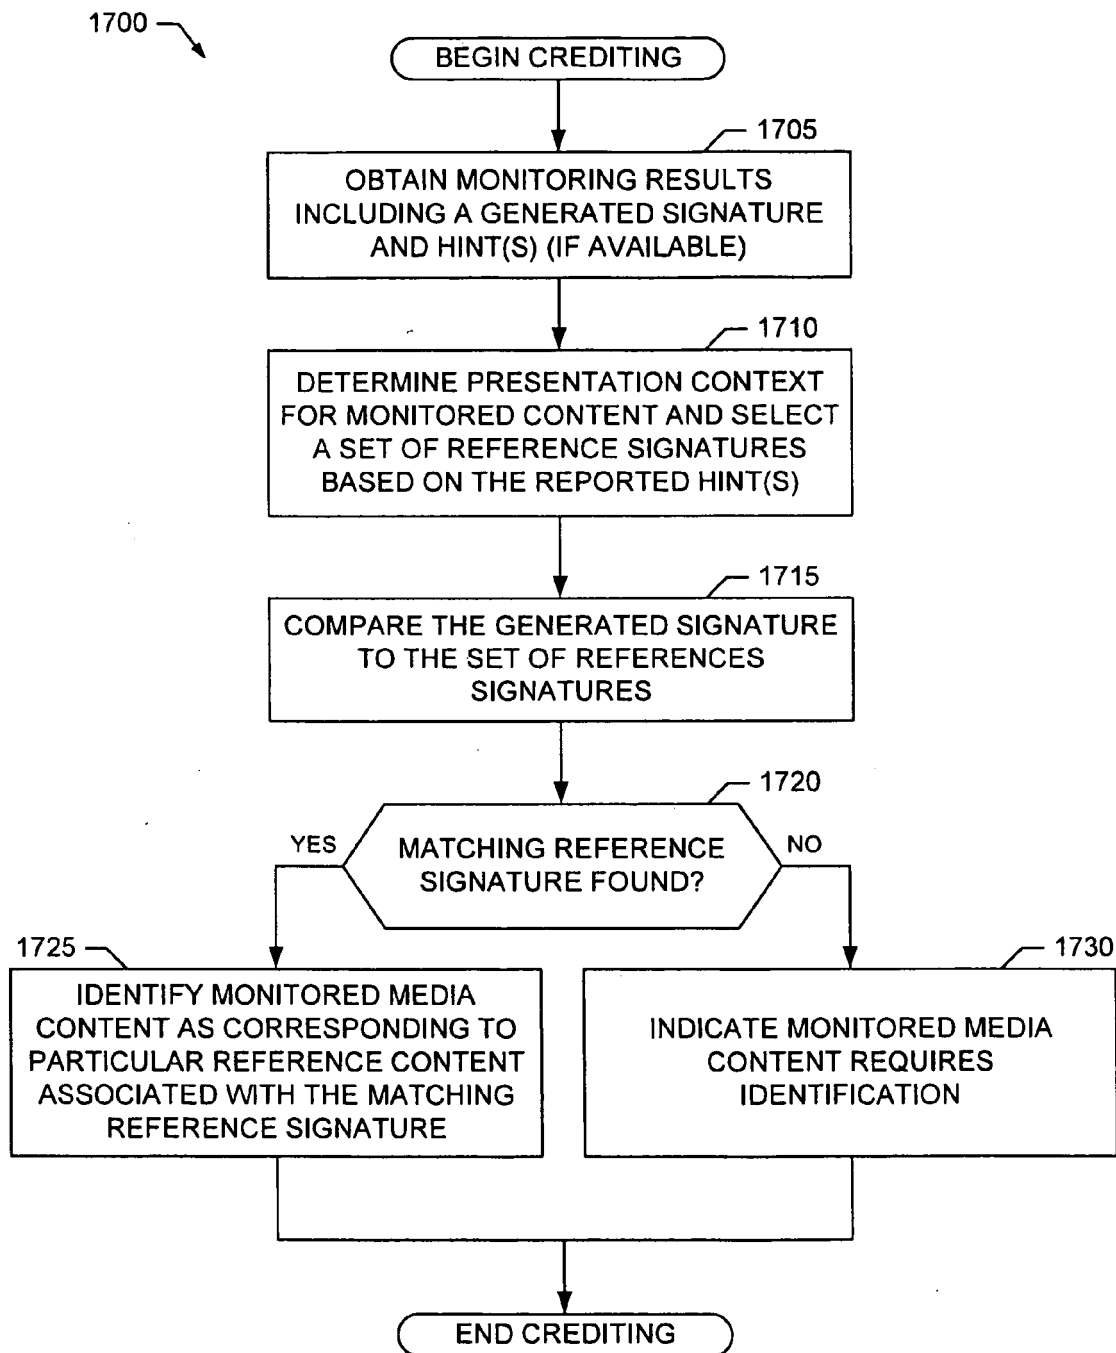 1700
BEGIN CREDITING
1705
OBTAIN MONITORING RESULTS
INCLUDING A GENERATED SIGNATURE
AND HINT(S) (IF AVAILABLE)
1710
DETERMINE PRESENTATION CONTEXT
FOR MONITORED CONTENT AND SELECT
A SET OF REFERENCE SIGNATURES
BASED ON THE REPORTED HINT(S)
1715
COMPARE THE GENERATED SIGNATURE
TO THE SET OF REFERENCES
SIGNATURES
1720
YES
MATCHING REFERENCE
SIGNATURE FOUND?
NO
1725
IDENTIFY MONITORED MEDIA
CONTENT AS CORRESPONDING TO
PARTICULAR REFERENCE CONTENT
ASSOCIATED WITH THE MATCHING
REFERENCE SIGNATURE
1730
INDICATE MONITORED MEDIA
CONTENT REQUIRES
IDENTIFICATION
END CREDITING